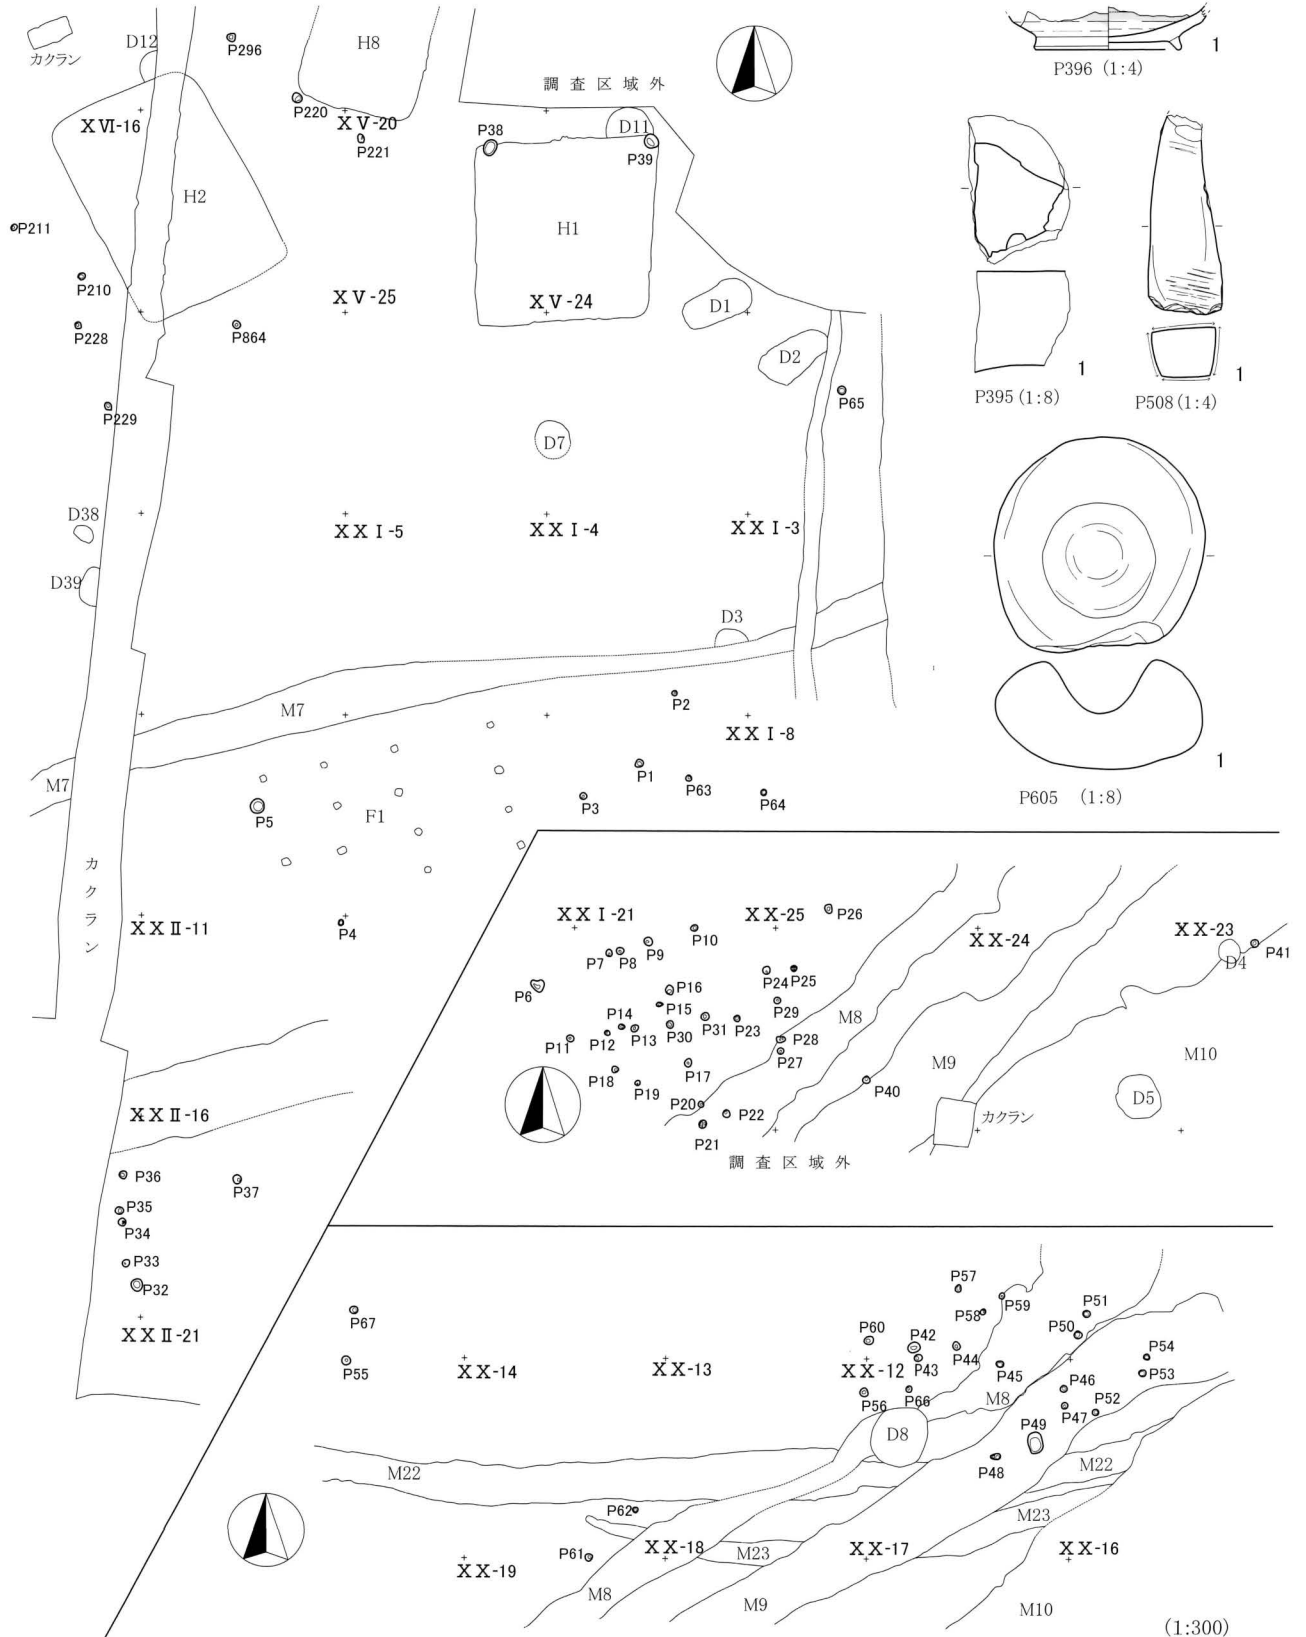 カクラン
D12
P296
H8
調査区域外
P220
XV-20
P221
XVI-16
P38
D11
P39
H2
H1
P211
P210
XV-25
XV-24
D1
P228
P864
D2
P65
P229
D7
D38
XXI-5
XXI-4
XXI-3
D39
D3
M7
P2
XXI-8
M7
P1
P63
P64
P3
P5
F1
カクラン
XXII-11
P4
XXII-16
P36
P37
P35
P34
P33
P32
XXII-21
1
P396 (1:4)
1
P395 (1:8)
1
P508 (1:4)
1
P605 (1:8)
XXI-21
XX-25
P26
XX-24
XX-23
P41
D4
P10
P9
P7
P8
P24
P25
P6
P16
P15
P29
P14
P31
P23
M8
P11
P12
P13
P30
P28
P27
M9
M10
P18
P19
P17
P40
D5
P20
P22
カクラン
P21
調査区域外
P57
P59
P58
P51
P50
P67
P60
P42
P54
P55
XX-14
XX-13
XX-12
P43
P44
P45
P53
P46
P56
P66
M8
P47
P52
D8
P49
M22
P48
M22
P62
M23
P61
XX-18
M23
XX-17
XX-16
XX-19
M8
M9
M10
(1:300)